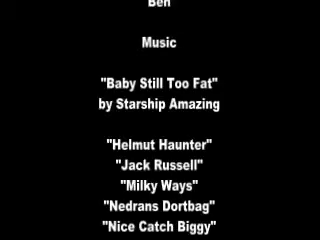 Ben
Music
"Baby Still Too Fat"
by Starship Amazing
"Helmut Haunter"
"Jack Russell"
"Milky Ways"
"Nedrans Dortbag"
"Nice Catch Biggy"